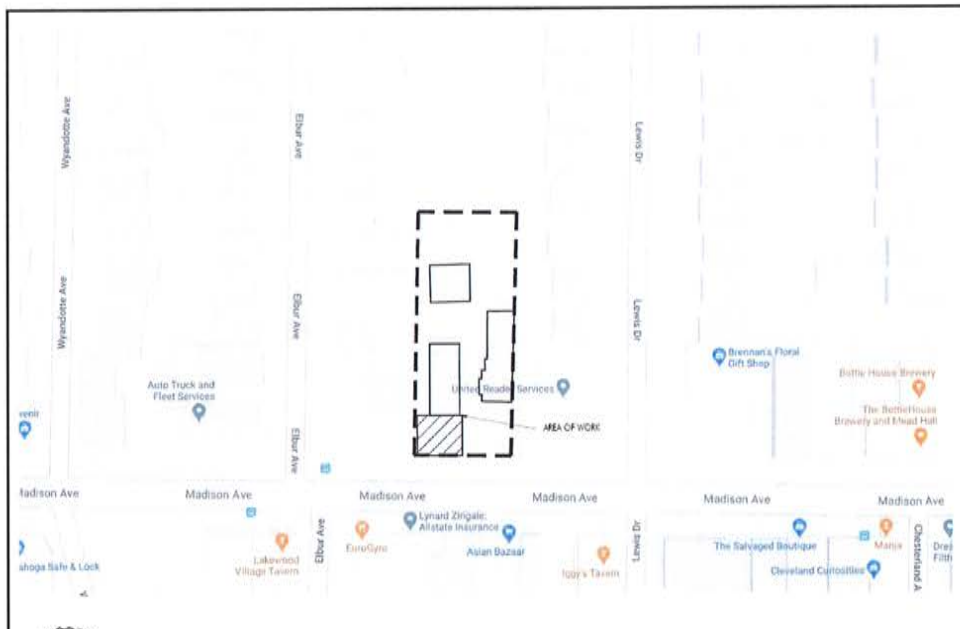 Wyandotte Ave
Elbur Ave
Lewis Dr
Wyandotte Ave
Elbur Ave
Lewis Dr
Brennan's Floral
Gift Shop
Auto Truck and
Fleet Services
United Reader Services
Bottle House Brewery
The BottleHouse
Brewery and Mead Hall
AREA OF WORK
Elbur Ave
Madison Ave
Madison Ave
Madison Ave
Madison Ave
Madison Ave
Lynard Zingale:
Allstate Insurance
EuroGyro
Asian Bazaar
Elbur Ave
Lakewood
Village Tavern
Iggy's Tavern
Lewis Dr
The Salvaged Boutique
Cleveland Curiosities
Mania
Chesterland A
ahoga Safe & Lock